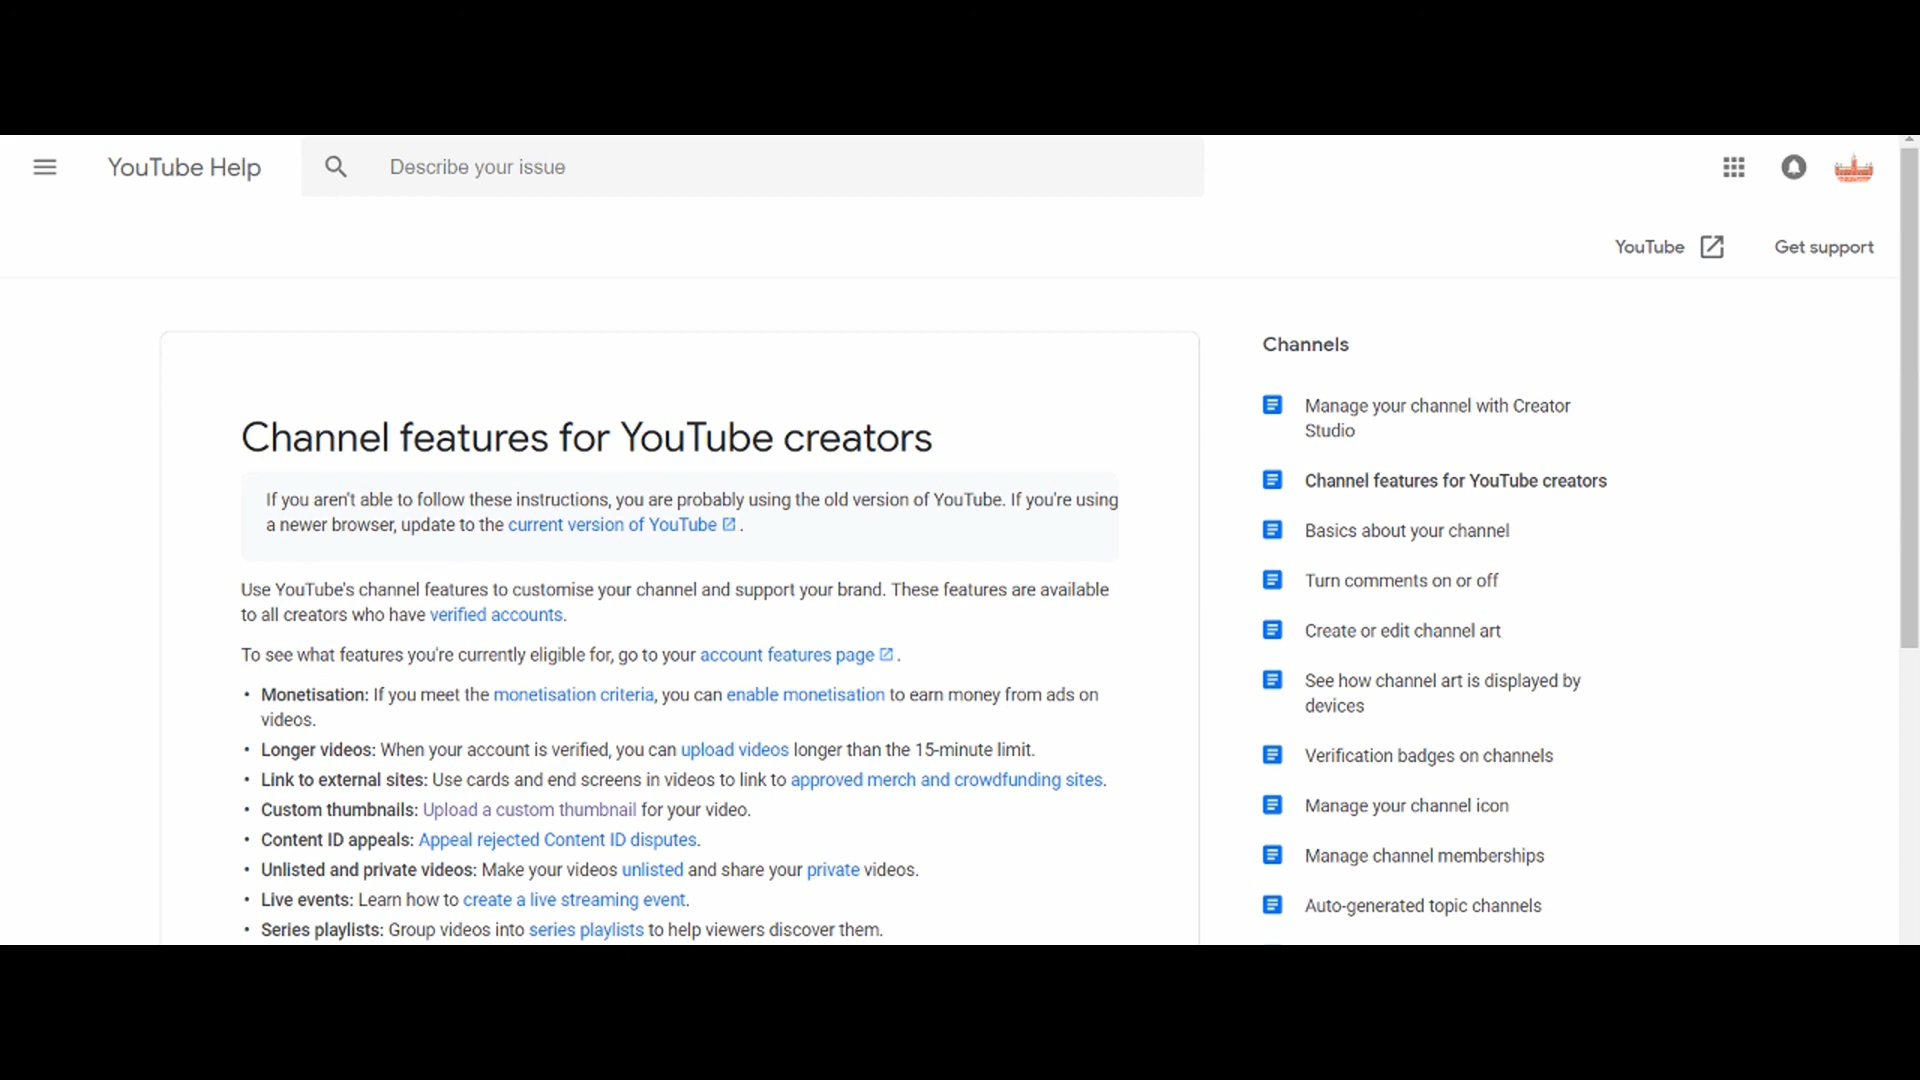 YouTube Help
Describe your issue
YouTube
Get support
Channel features for YouTube creators
If you aren't able to follow these instructions, you are probably using the old version of YouTube. If you're using
a newer browser, update to the current version of YouTube .
Use YouTube's channel features to customise your channel and support your brand. These features are available
to all creators who have verified accounts.
To see what features you're currently eligible for, go to your account features page .
• Monetisation: If you meet the monetisation criteria, you can enable monetisation to earn money from ads on
videos.
• Longer videos: When your account is verified, you can upload videos longer than the 15-minute limit.
• Link to external sites: Use cards and end screens in videos to link to approved merch and crowdfunding sites.
• Custom thumbnails: Upload a custom thumbnail for your video.
• Content ID appeals: Appeal rejected Content ID disputes.
• Unlisted and private videos: Make your videos unlisted and share your private videos.
• Live events: Learn how to create a live streaming event.
• Series playlists: Group videos into series playlists to help viewers discover them.
Channels
Manage your channel with Creator
Studio
Channel features for YouTube creators
Basics about your channel
Turn comments on or off
Create or edit channel art
See how channel art is displayed by
devices
Verification badges on channels
Manage your channel icon
Manage channel memberships
Auto-generated topic channels